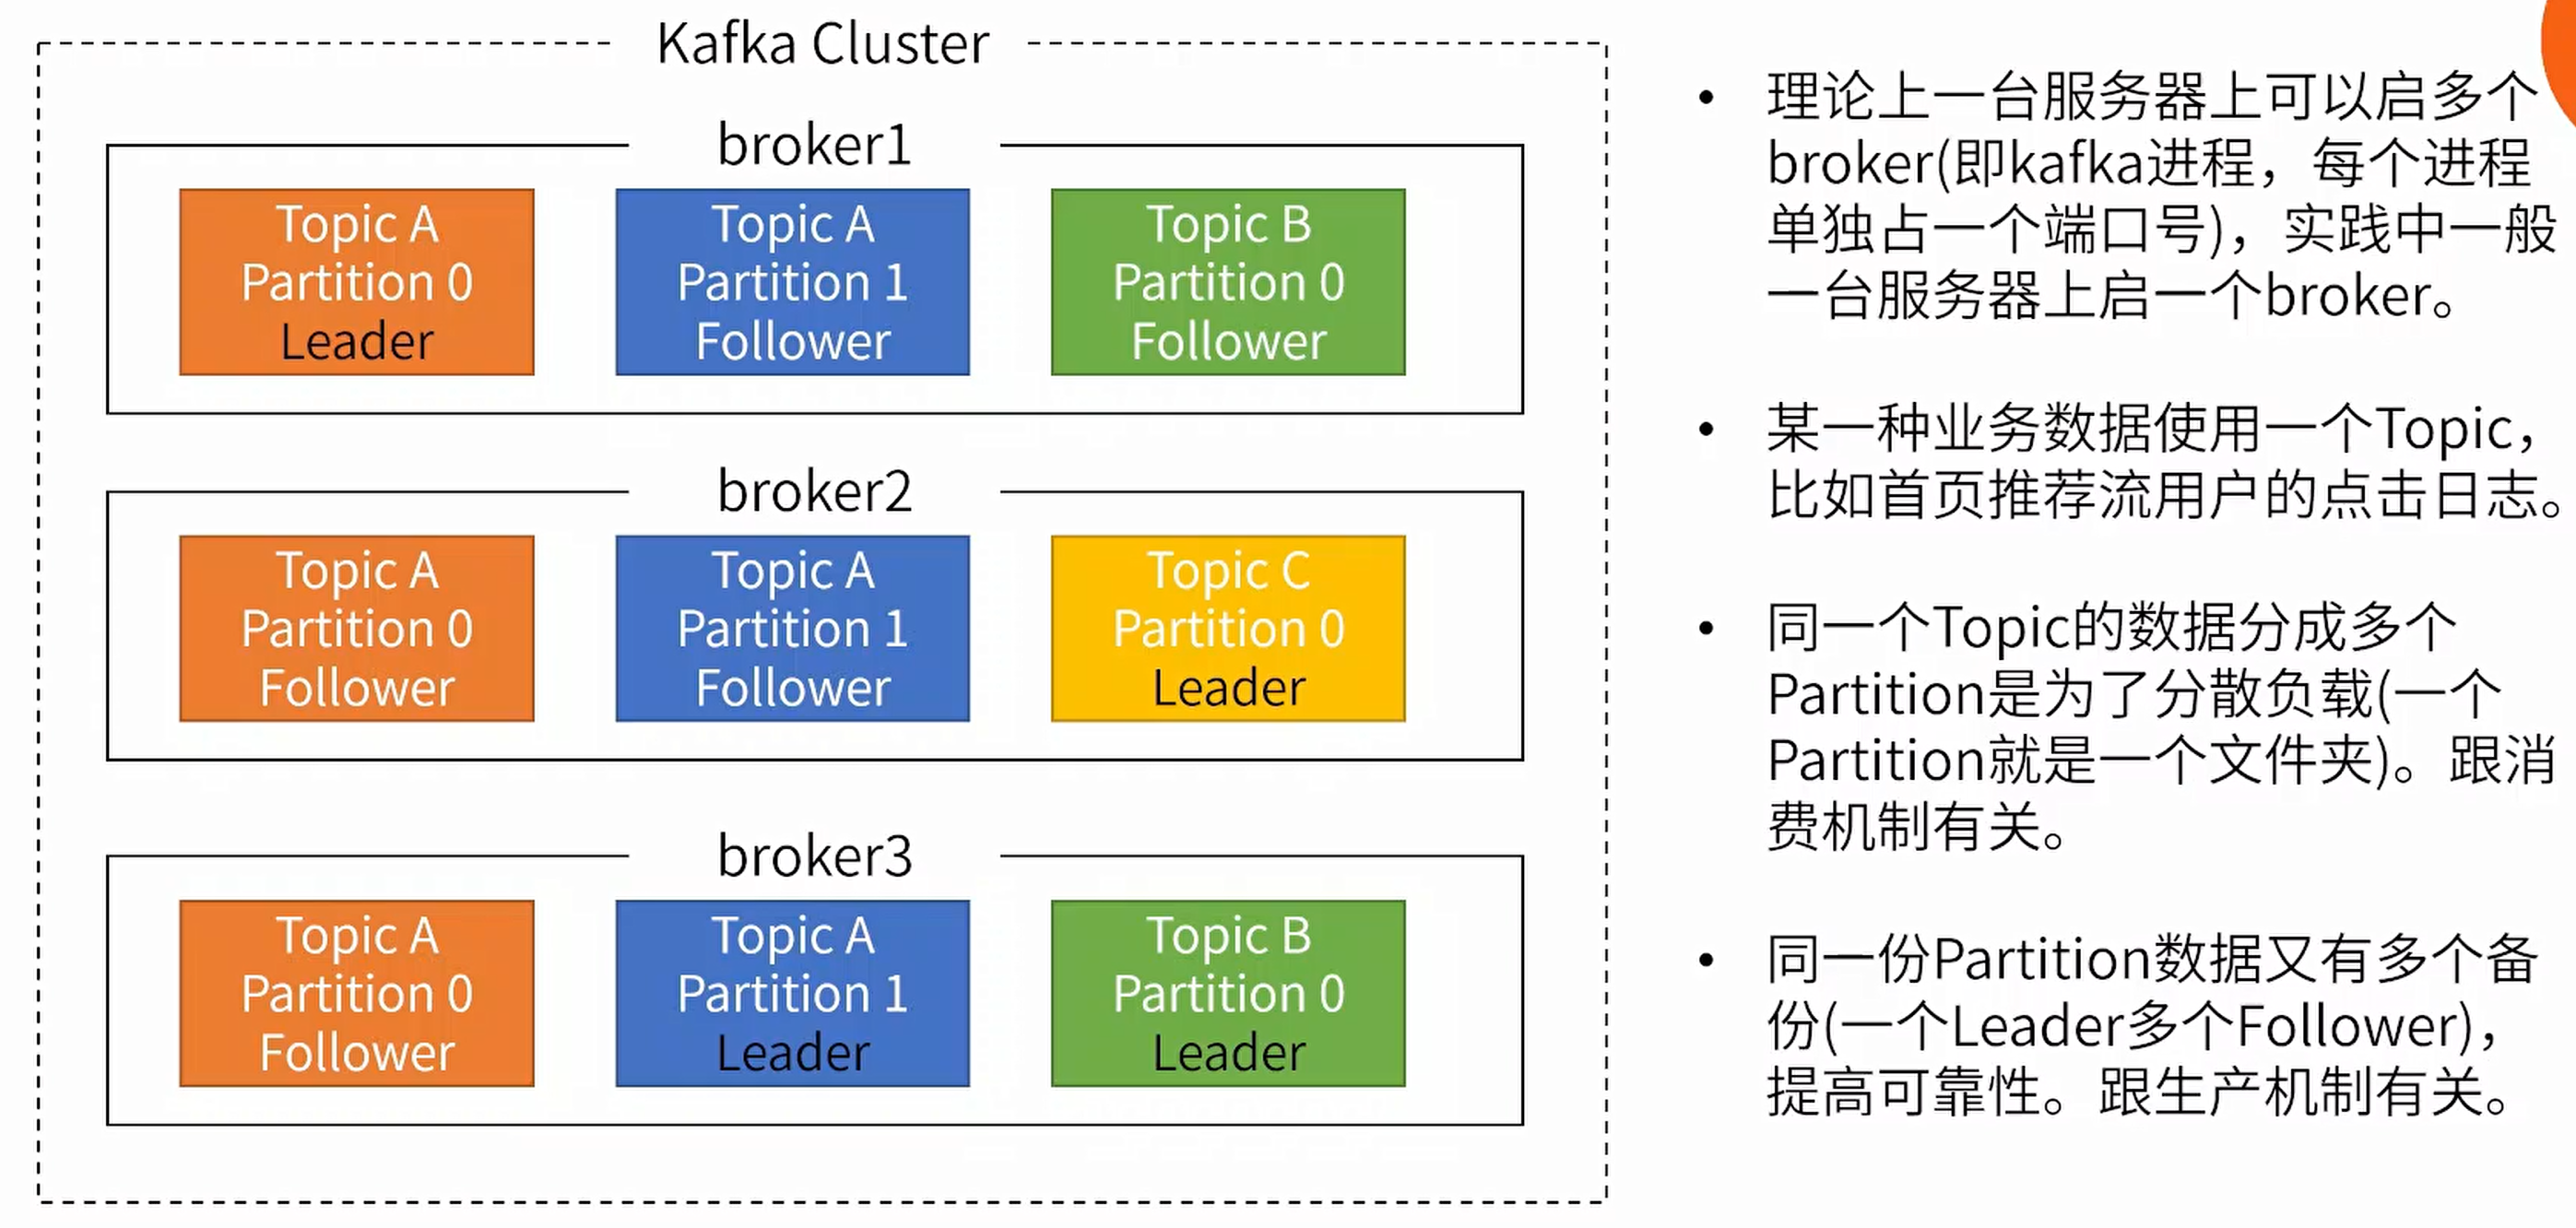 Kafka Cluster
broker1
Topic A
Partition 0
Leader
Topic A
Partition 1
Follower
Topic B
Partition 0
Follower
broker2
Topic A
Partition 0
Follower
Topic A
Partition 1
Follower
Topic C
Partition 0
Leader
broker3
Topic A
Partition 0
Follower
Topic A
Partition 1
Leader
Topic B
Partition 0
Leader
• 理论上一台服务器上可以启多个
broker(即kafka进程，每个进程
单独占一个端口号)，实践中一般
一台服务器上启一个broker。
• 某一种业务数据使用一个Topic，
比如首页推荐流用户的点击日志。
• 同一个Topic的数据分成多个
Partition是为了分散负载(一个
Partition就是一个文件夹)。跟消
费机制有关。
• 同一份Partition数据又有多个备
份(一个Leader多个Follower)，
提高可靠性。跟生产机制有关。